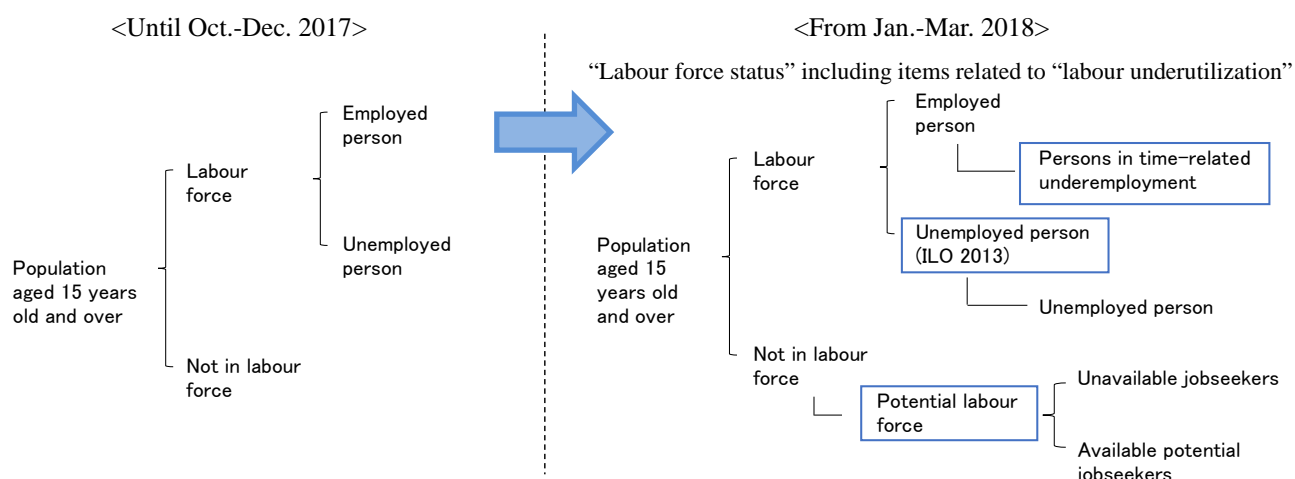 <Until Oct.-Dec. 2017>
<From Jan.-Mar. 2018>
“Labour force status” including items related to “labour underutilization”
Employed
person
Labour
force
Unemployed
person
Population
aged 15 years
old and over
Not in labour
force
Employed
person
Persons in time-related
underemployment
Labour
force
Unemployed person
(ILO 2013)
Unemployed person
Population
aged 15
years old
and over
Not in labour
force
Potential labour
force
Unavailable jobseekers
Available potential
jobseekers